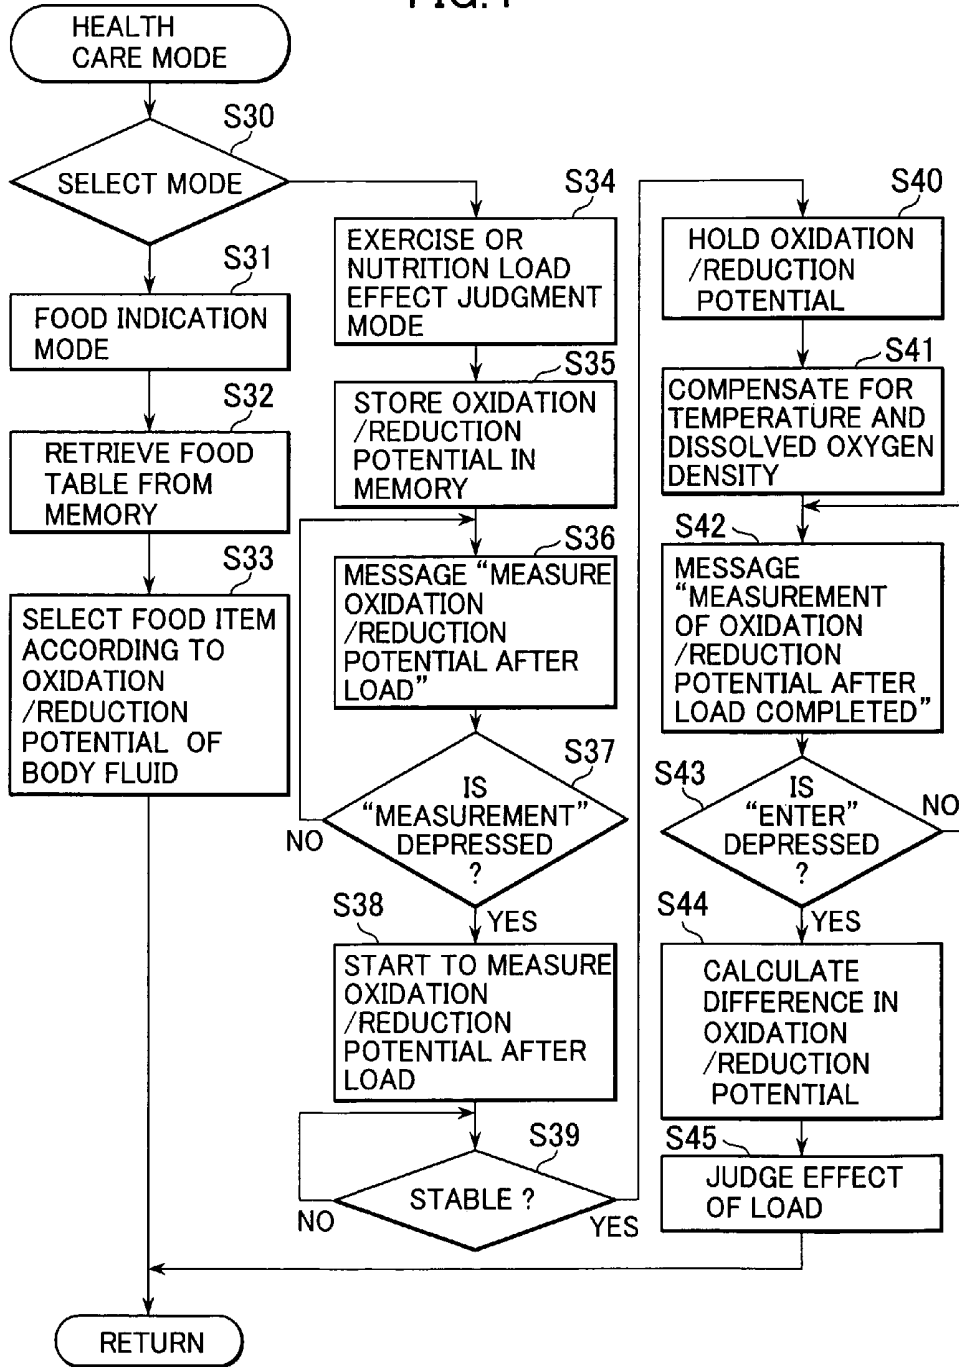 HEALTH
CARE MODE
S30
SELECT MODE
S31
FOOD INDICATION
MODE
S32
RETRIEVE FOOD
TABLE FROM
MEMORY
S33
SELECT FOOD ITEM
ACCORDING TO
OXIDATION
/REDUCTION
POTENTIAL OF
BODY FLUID
S34
EXERCISE OR
NUTRITION LOAD
EFFECT JUDGMENT
MODE
S35
STORE OXIDATION
/REDUCTION
POTENTIAL IN
MEMORY
S36
MESSAGE “MEASURE
OXIDATION
/REDUCTION
POTENTIAL AFTER
LOAD”
S37
IS
“MEASUREMENT”
DEPRESSED
?
NO
YES
S38
START TO MEASURE
OXIDATION
/REDUCTION
POTENTIAL AFTER
LOAD
S39
STABLE ?
NO
YES
S40
HOLD OXIDATION
/REDUCTION
POTENTIAL
S41
COMPENSATE FOR
TEMPERATURE AND
DISSOLVED OXYGEN
DENSITY
S42
MESSAGE
“MEASUREMENT
OF OXIDATION
/REDUCTION
POTENTIAL AFTER
LOAD COMPLETED”
S43
IS
“ENTER”
DEPRESSED
?
NO
YES
S44
CALCULATE
DIFFERENCE IN
OXIDATION
/REDUCTION
POTENTIAL
S45
JUDGE EFFECT
OF LOAD
RETURN